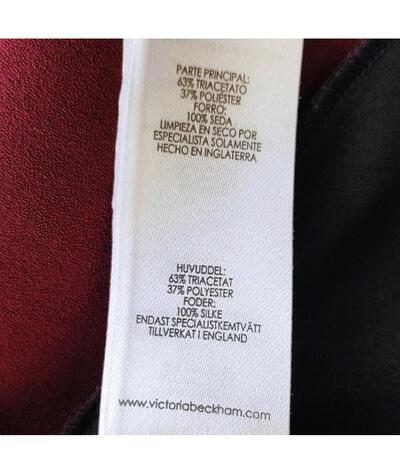 PARTE PRINCIPAL:
63% TRIACETATO
37% POLIÉSTER
FORRO:
100% SEDA
LIMPIEZA EN SECO POR
ESPECIALISTA SOLAMENTE
HECHO EN INGLATERRA
HUVUDDEL:
63% TRIACETAT
37% POLYESTER
FODER:
100% SILKE
ENDAST SPECIALISTKEMTVÄTT
TILLVERKAT I ENGLAND
www.victoriabeckham.com